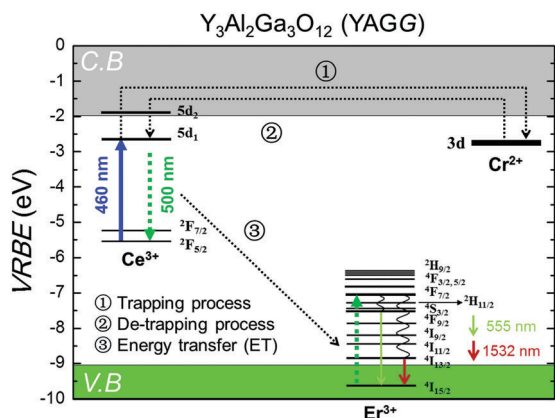 Y₃Al₂Ga₃O₁₂ (YAGG)
VRBE (eV)
0
-1
-2
-3
-4
-5
-6
-7
-8
-9
-10
C.B
V.B
①
②
③
5d₂
5d₁
460 nm
500 nm
²F₇/₂
²F₅/₂
Ce³⁺
3d
Cr²⁺
① Trapping process
② De-trapping process
③ Energy transfer (ET)
²H₉/₂
⁴F₃/₂,₅/₂
⁴F₇/₂
²H₁₁/₂
⁴S₃/₂
⁴F₉/₂
⁴I₉/₂
⁴I₁₁/₂
⁴I₁₃/₂
⁴I₁₅/₂
555 nm
1532 nm
Er³⁺